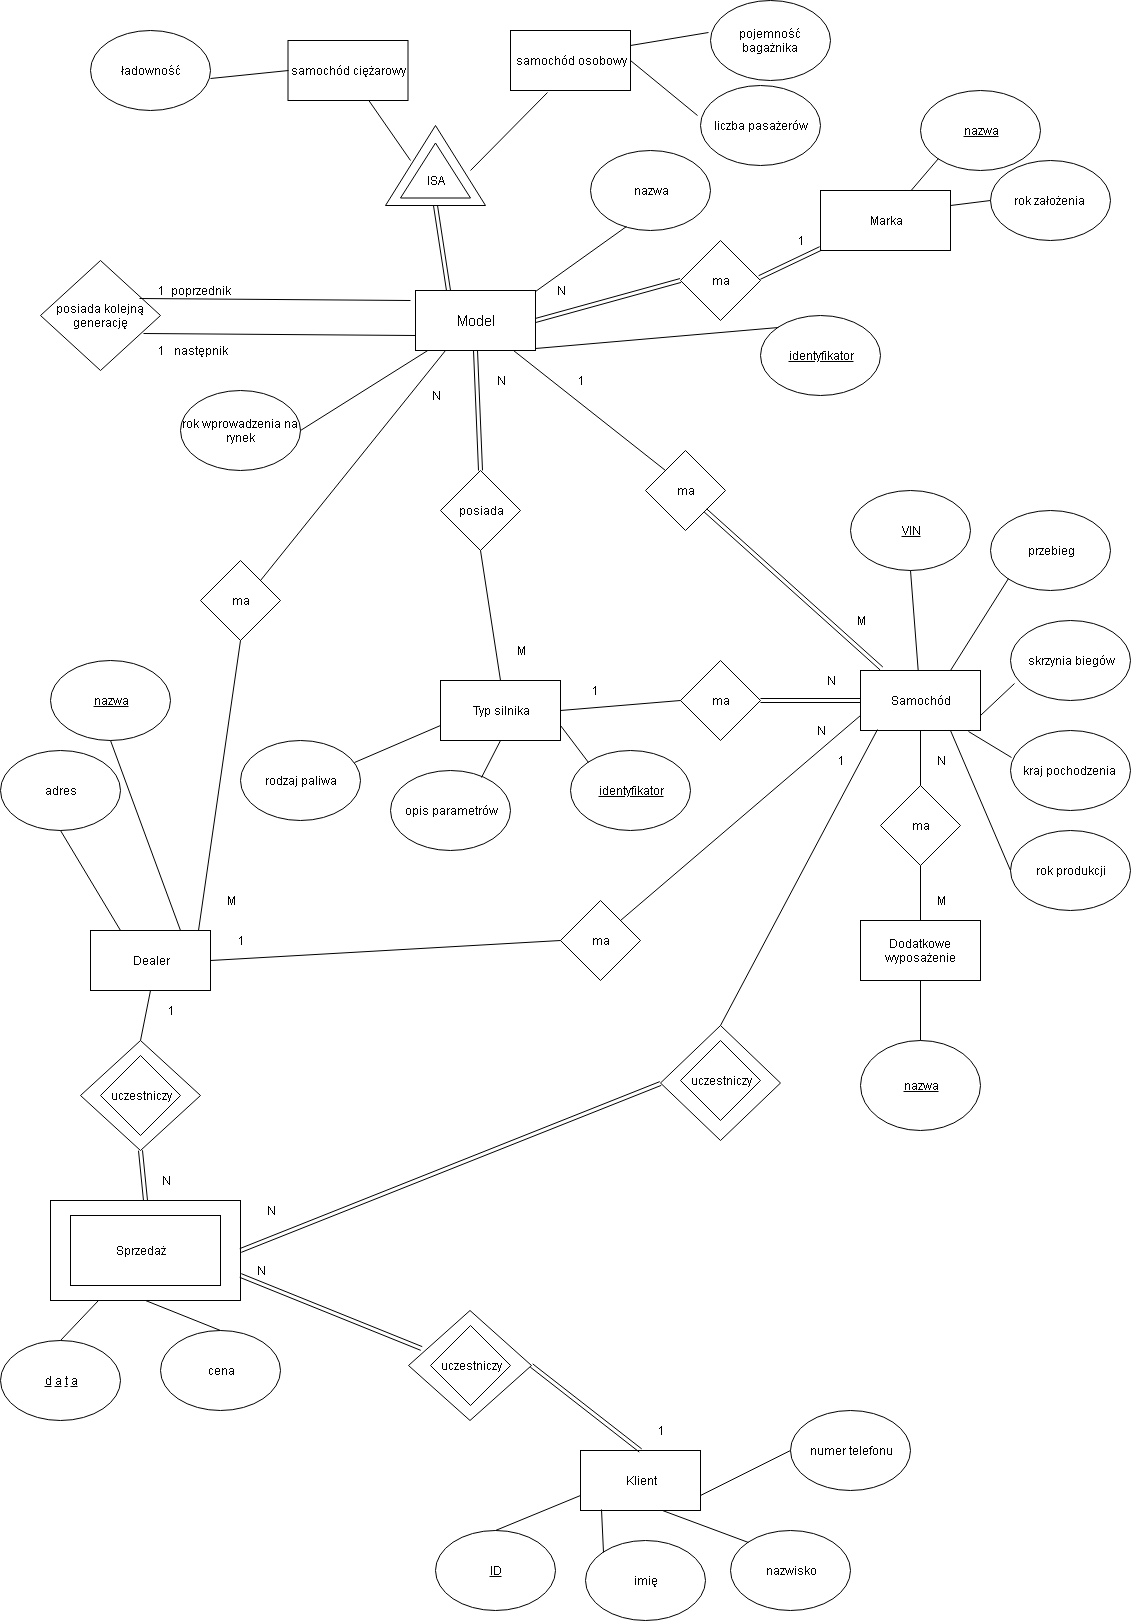 pojemność
bagażnika
ładowność
samochód ciężarowy
samochód osobowy
liczba pasażerów
nazwa
ISA
nazwa
rok założenia
Marka
1
ma
N
1 poprzednik
posiada kolejną
generację
Model
1 następnik
identyfikator
N
1
N
rok wprowadzenia na
rynek
ma
posiada
VIN
przebieg
ma
M
M
skrzynia biegów
nazwa
Typ silnika
1
ma
N
Samochód
N
1
N
kraj pochodzenia
rodzaj paliwa
adres
opis parametrów
identyfikator
ma
rok produkcji
M
M
1
ma
Dealer
Dodatkowe
wyposażenie
1
uczestniczy
uczestniczy
nazwa
N
N
Sprzedaż
N
uczestniczy
data
cena
1
numer telefonu
Klient
ID
imię
nazwisko